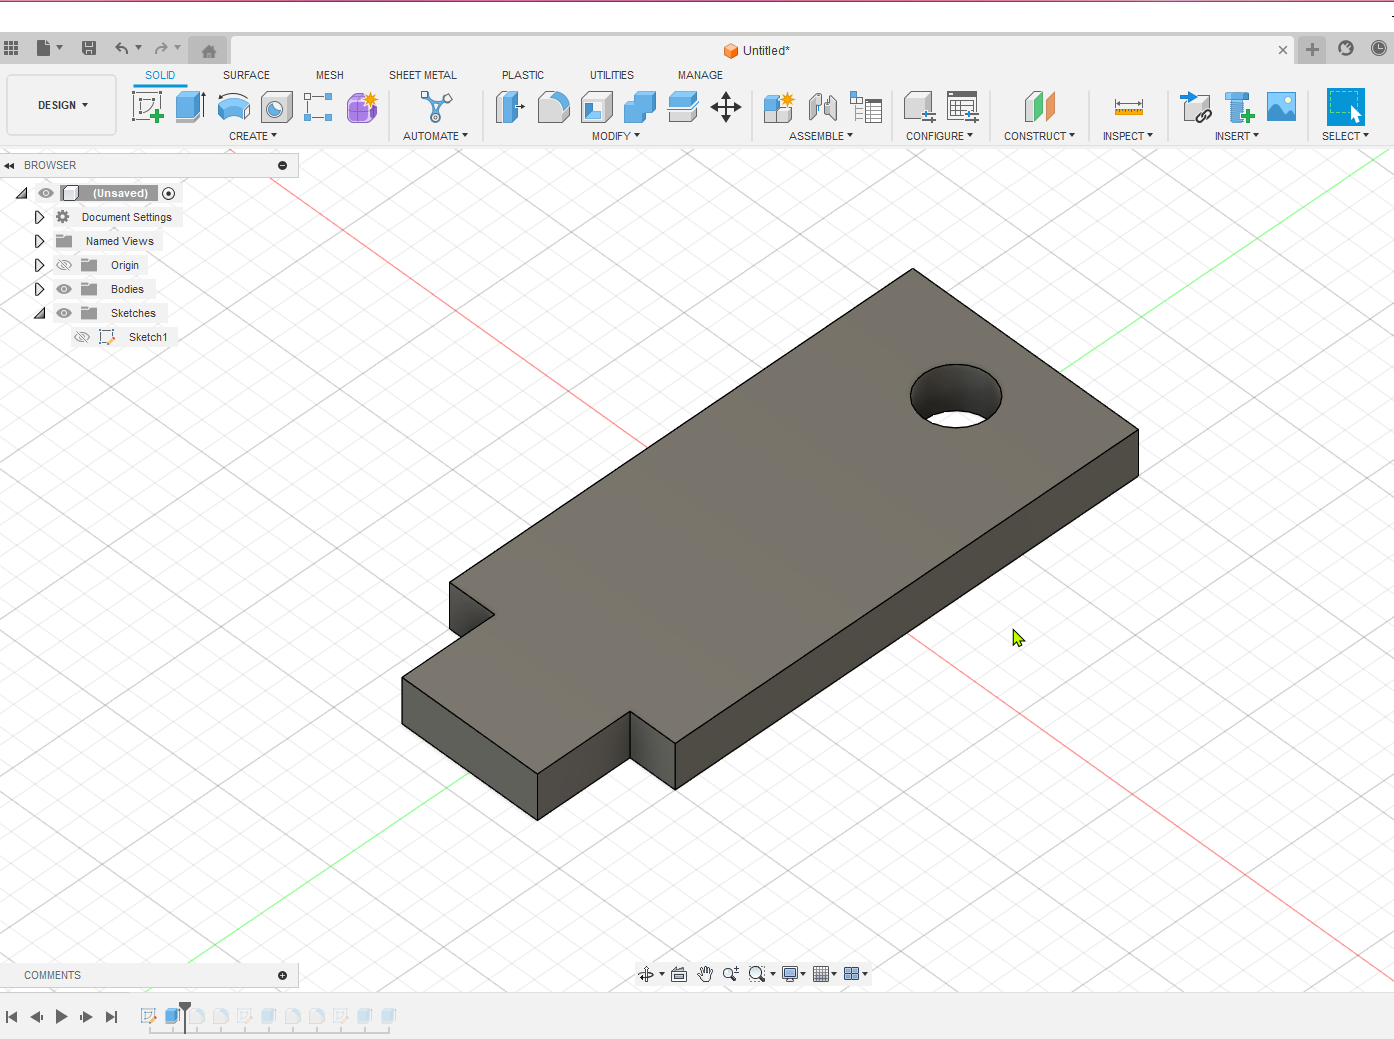 Untitled*
SOLID SURFACE MESH SHEET METAL PLASTIC UTILITIES MANAGE
DESIGN
CREATE AUTOMATE MODIFY ASSEMBLE CONFIGURE CONSTRUCT INSPECT INSERT SELECT
BROWSER
(Unsaved)
Document Settings
Named Views
Origin
Bodies
Sketches
Sketch1
COMMENTS